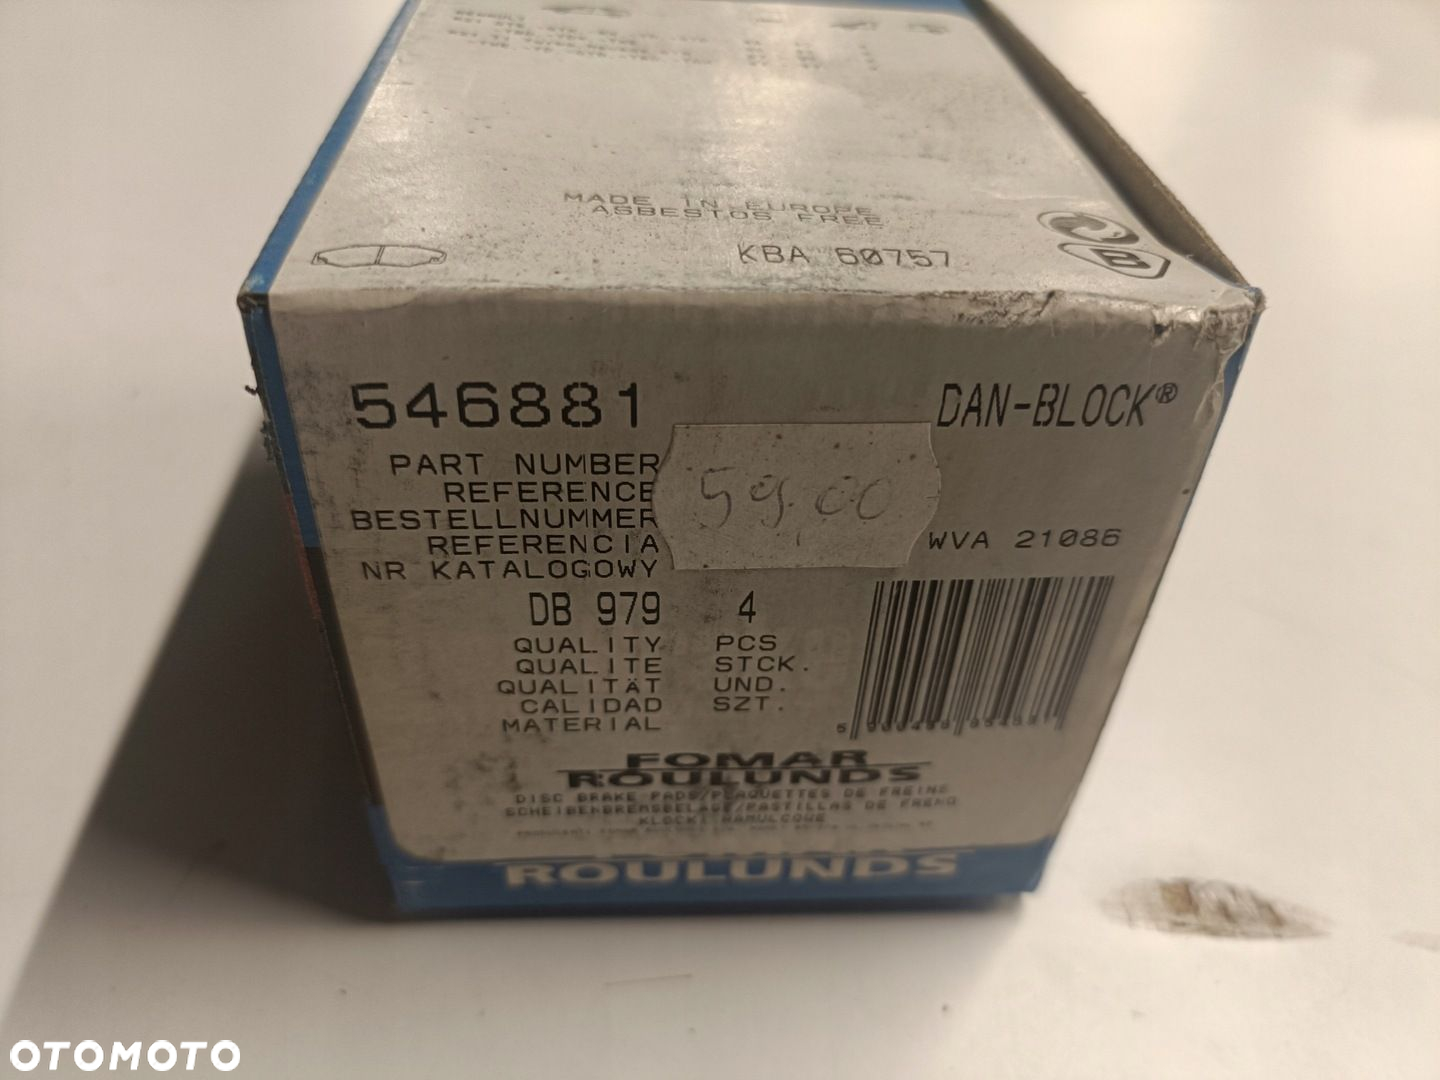 MADE IN EUROPE
ASBESTOS FREE
KBA 60757
B
546881
DAN-BLOCK®
PART NUMBER
REFERENCE
BESTELLNUMMER
REFERENCIA
NR KATALOGOWY
59.00
WVA 21086
DB 979 4
QUALITY PCS
QUALITE STCK.
QUALITÄT UND.
CALIDAD SZT.
MATERIAL
FOMAR
ROULUNDS
DISC BRAKE PADS/PLAQUETTES DE FREINS
SCHEIBENBREMSBELAGE/PASTILLAS DE FRENO
KLOCKI HAMULCOWE
ROULUNDS
OTOMOTO